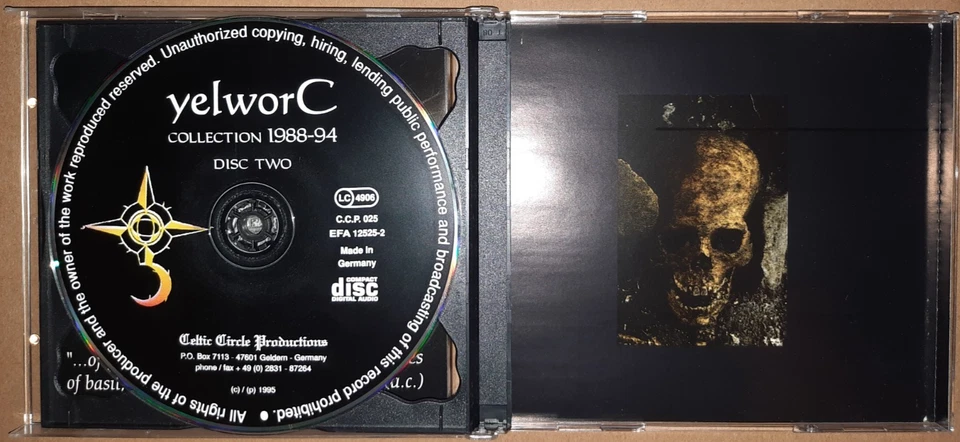 Unauthorized copying, hiring, lending public performance and broadcasting of this record prohibited.
All rights of the producer and the owner of the work reproduced reserved.
yelworC
COLLECTION 1988-94
DISC TWO
LC 4906
C.C.P. 025
EFA 12525-2
Made in
Germany
COMPACT
disc
DIGITAL AUDIO
Celtic Circle Productions
P.O. Box 7113 · 47601 Geldern - Germany
phone / fax + 49 (0) 2831 - 87264
(c) / (p) 1995
"...of
of basil (a.c.)